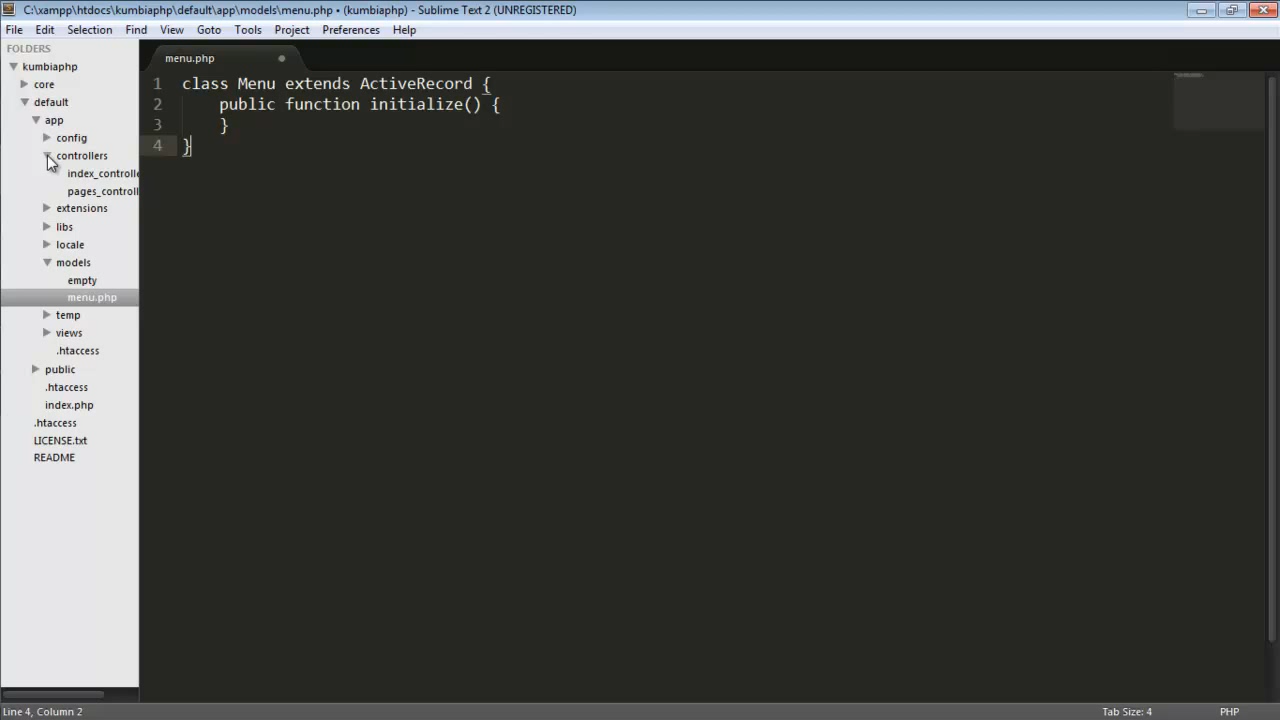 C:\xampp\htdocs\kumbiaphp\default\app\models\menu.php • (kumbiaphp) - Sublime Text 2 (UNREGISTERED)
File Edit Selection Find View Goto Tools Project Preferences Help
FOLDERS
kumbiaphp
core
default
app
config
controllers
index_controlle
pages_controll
extensions
libs
locale
models
empty
menu.php
temp
views
.htaccess
public
.htaccess
index.php
.htaccess
LICENSE.txt
README
menu.php
1 class Menu extends ActiveRecord {
2 public function initialize() {
3 }
4 }
Line 4, Column 2
Tab Size: 4
PHP